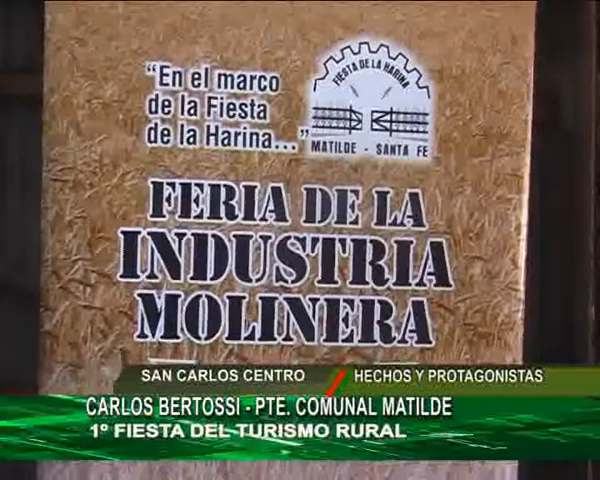 "En el marco
de la Fiesta
de la Harina..."
FIESTA DE LA HARINA
MATILDE - SANTA FE
FERIA DE LA
INDUSTRIA
MOLINERA
SAN CARLOS CENTRO / HECHOS Y PROTAGONISTAS
CARLOS BERTOSSI - PTE. COMUNAL MATILDE
1º FIESTA DEL TURISMO RURAL